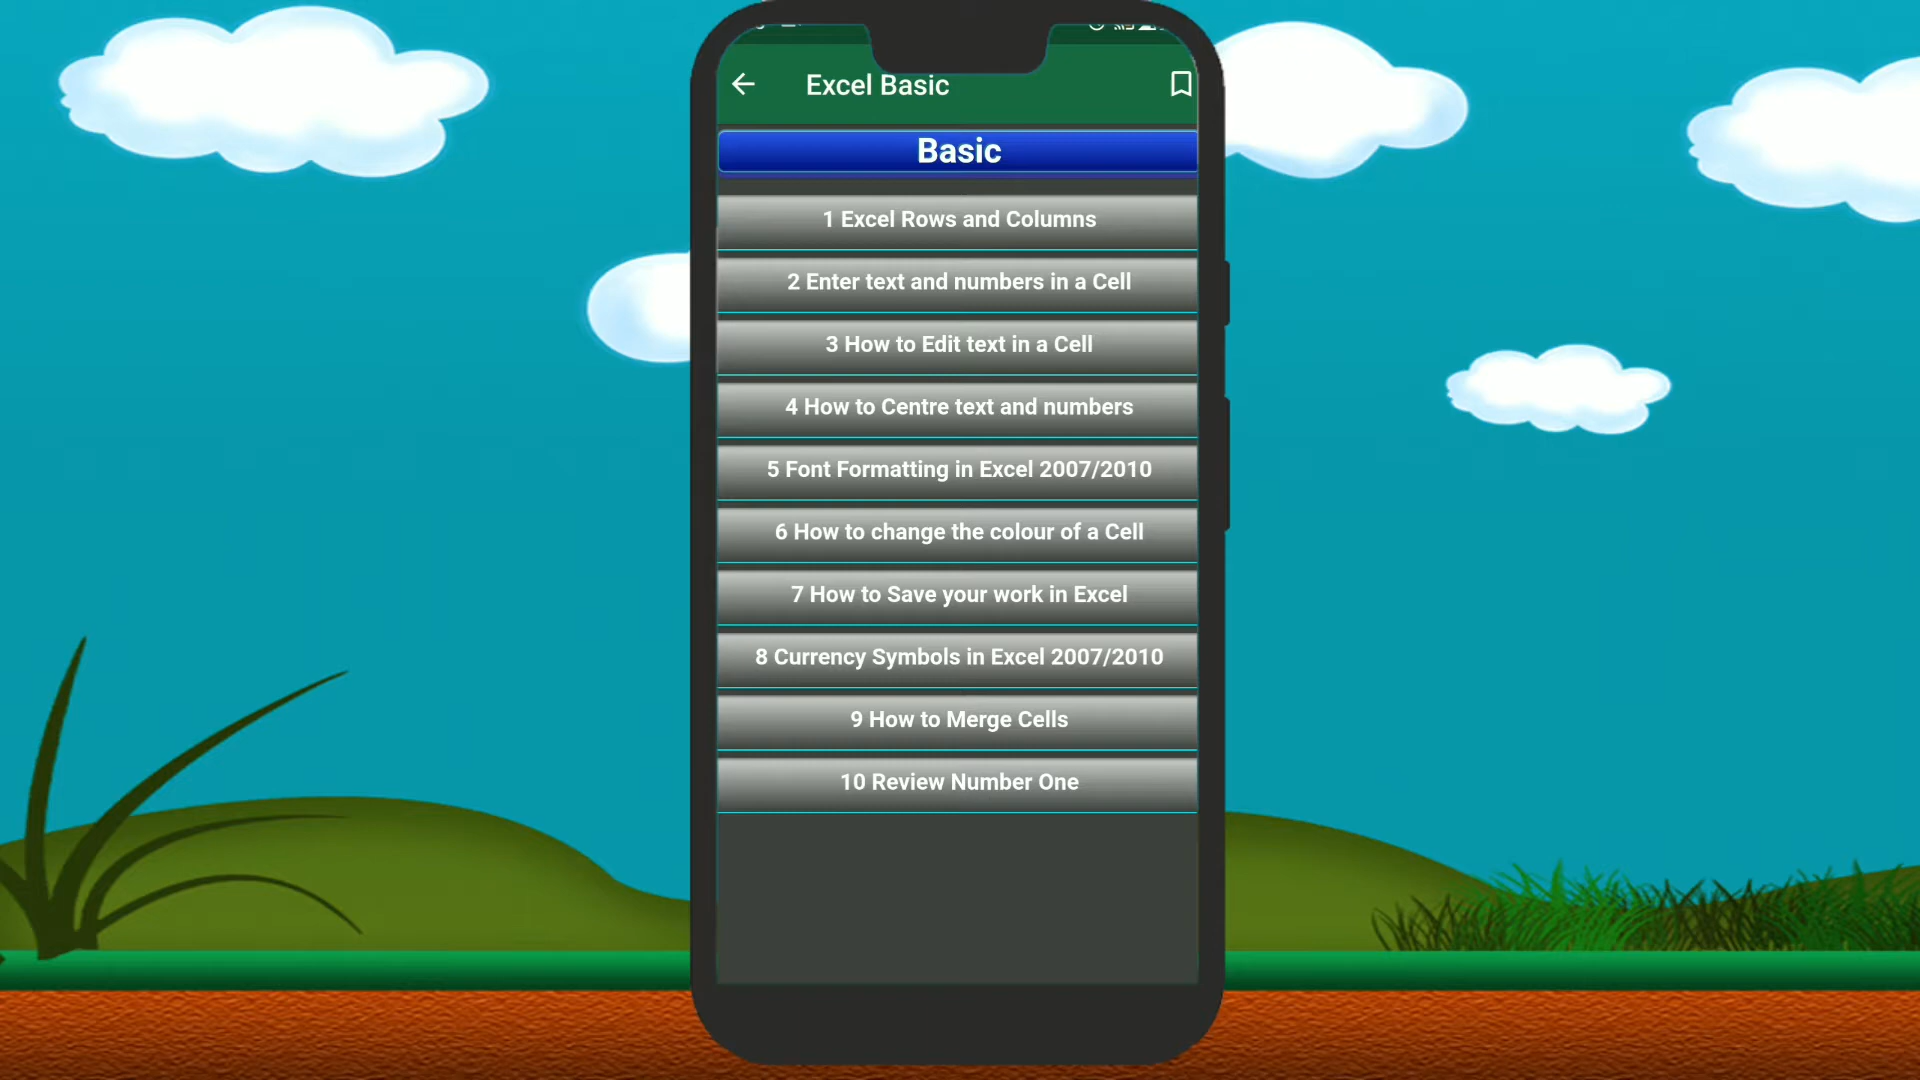 Excel Basic
Basic
1 Excel Rows and Columns
2 Enter text and numbers in a Cell
3 How to Edit text in a Cell
4 How to Centre text and numbers
5 Font Formatting in Excel 2007/2010
6 How to change the colour of a Cell
7 How to Save your work in Excel
8 Currency Symbols in Excel 2007/2010
9 How to Merge Cells
10 Review Number One